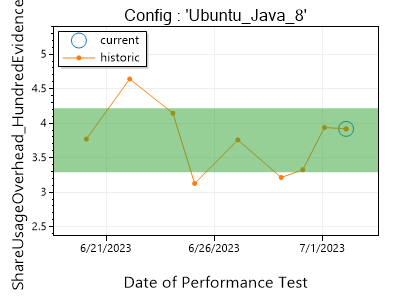 Config : 'Ubuntu_Java_8'
ShareUsageOverhead_HundredEvidence
current
historic
5
4.5
4
3.5
3
2.5
6/21/2023
6/26/2023
7/1/2023
Date of Performance Test